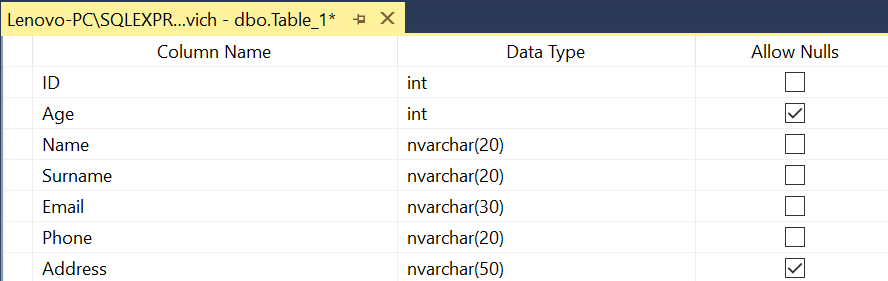 Lenovo-PC\SQLEXPR...vich - dbo.Table_1*
Column Name Data Type Allow Nulls
ID int
Age int
Name nvarchar(20)
Surname nvarchar(20)
Email nvarchar(30)
Phone nvarchar(20)
Address nvarchar(50)